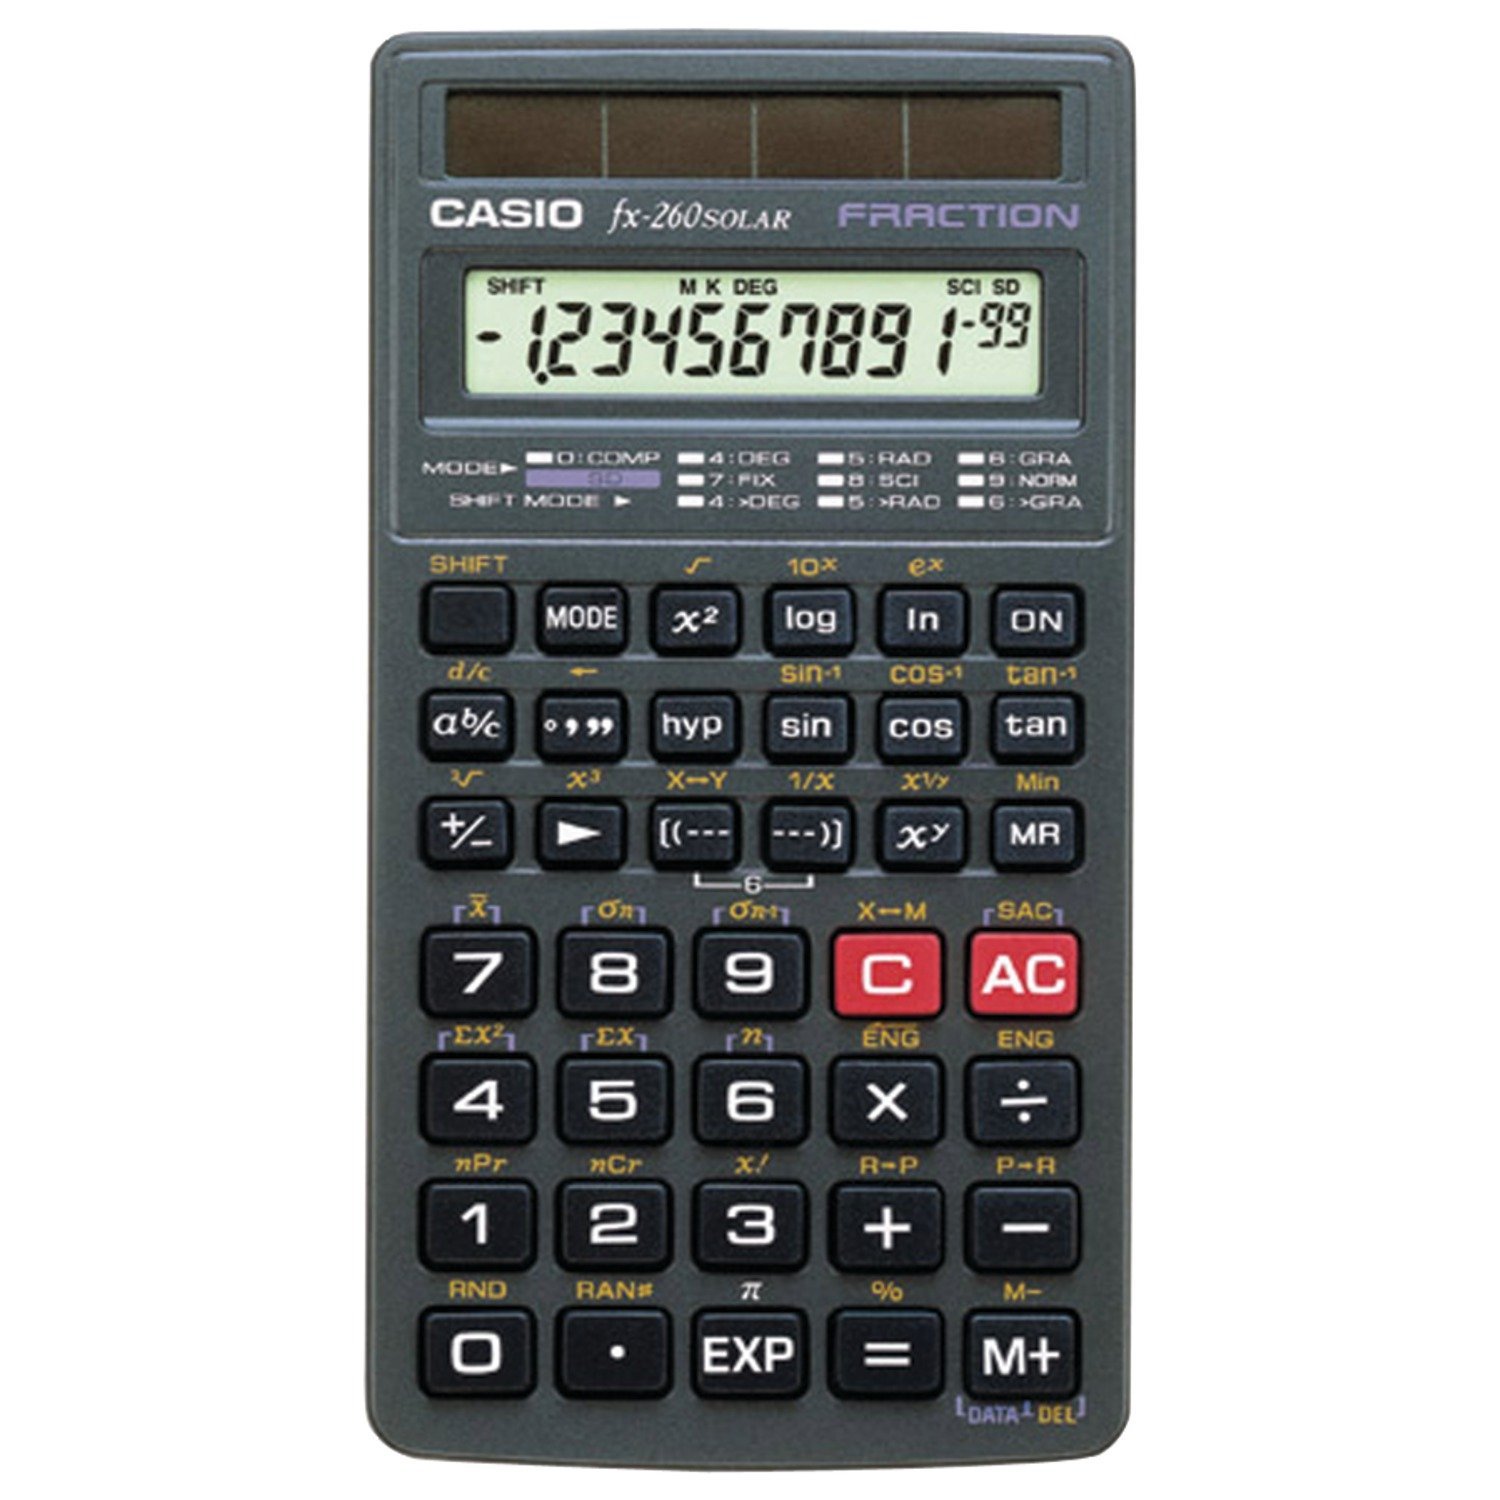 CASIO fx-260SOLAR FRACTION
SHIFT M K DEG SCI SD
-1.234567891-99
MODE► 0:COMP 4:DEG 5:RAD 6:GRA
SD 7:FIX 8:SCI 9:NORM
SHIFT MODE ► 4:>DEG 5:>RAD 6:>GRA
SHIFT √ 10ˣ eˣ
MODE x² log ln ON
d/c ← sin⁻¹ cos⁻¹ tan⁻¹
a b/c °,,, hyp sin cos tan
³√ x³ X↔Y 1/x x¹/ʸ Min
+/− ► [(--- ---)] xʸ MR
6
x̄ σn σn-1 X↔M SAC
7 8 9 C AC
Σx² Σx n ←ENG ENG
4 5 6 × ÷
nPr nCr x! R→P P→R
1 2 3 + −
RND RAN# π % M−
0 · EXP = M+
DATA DEL